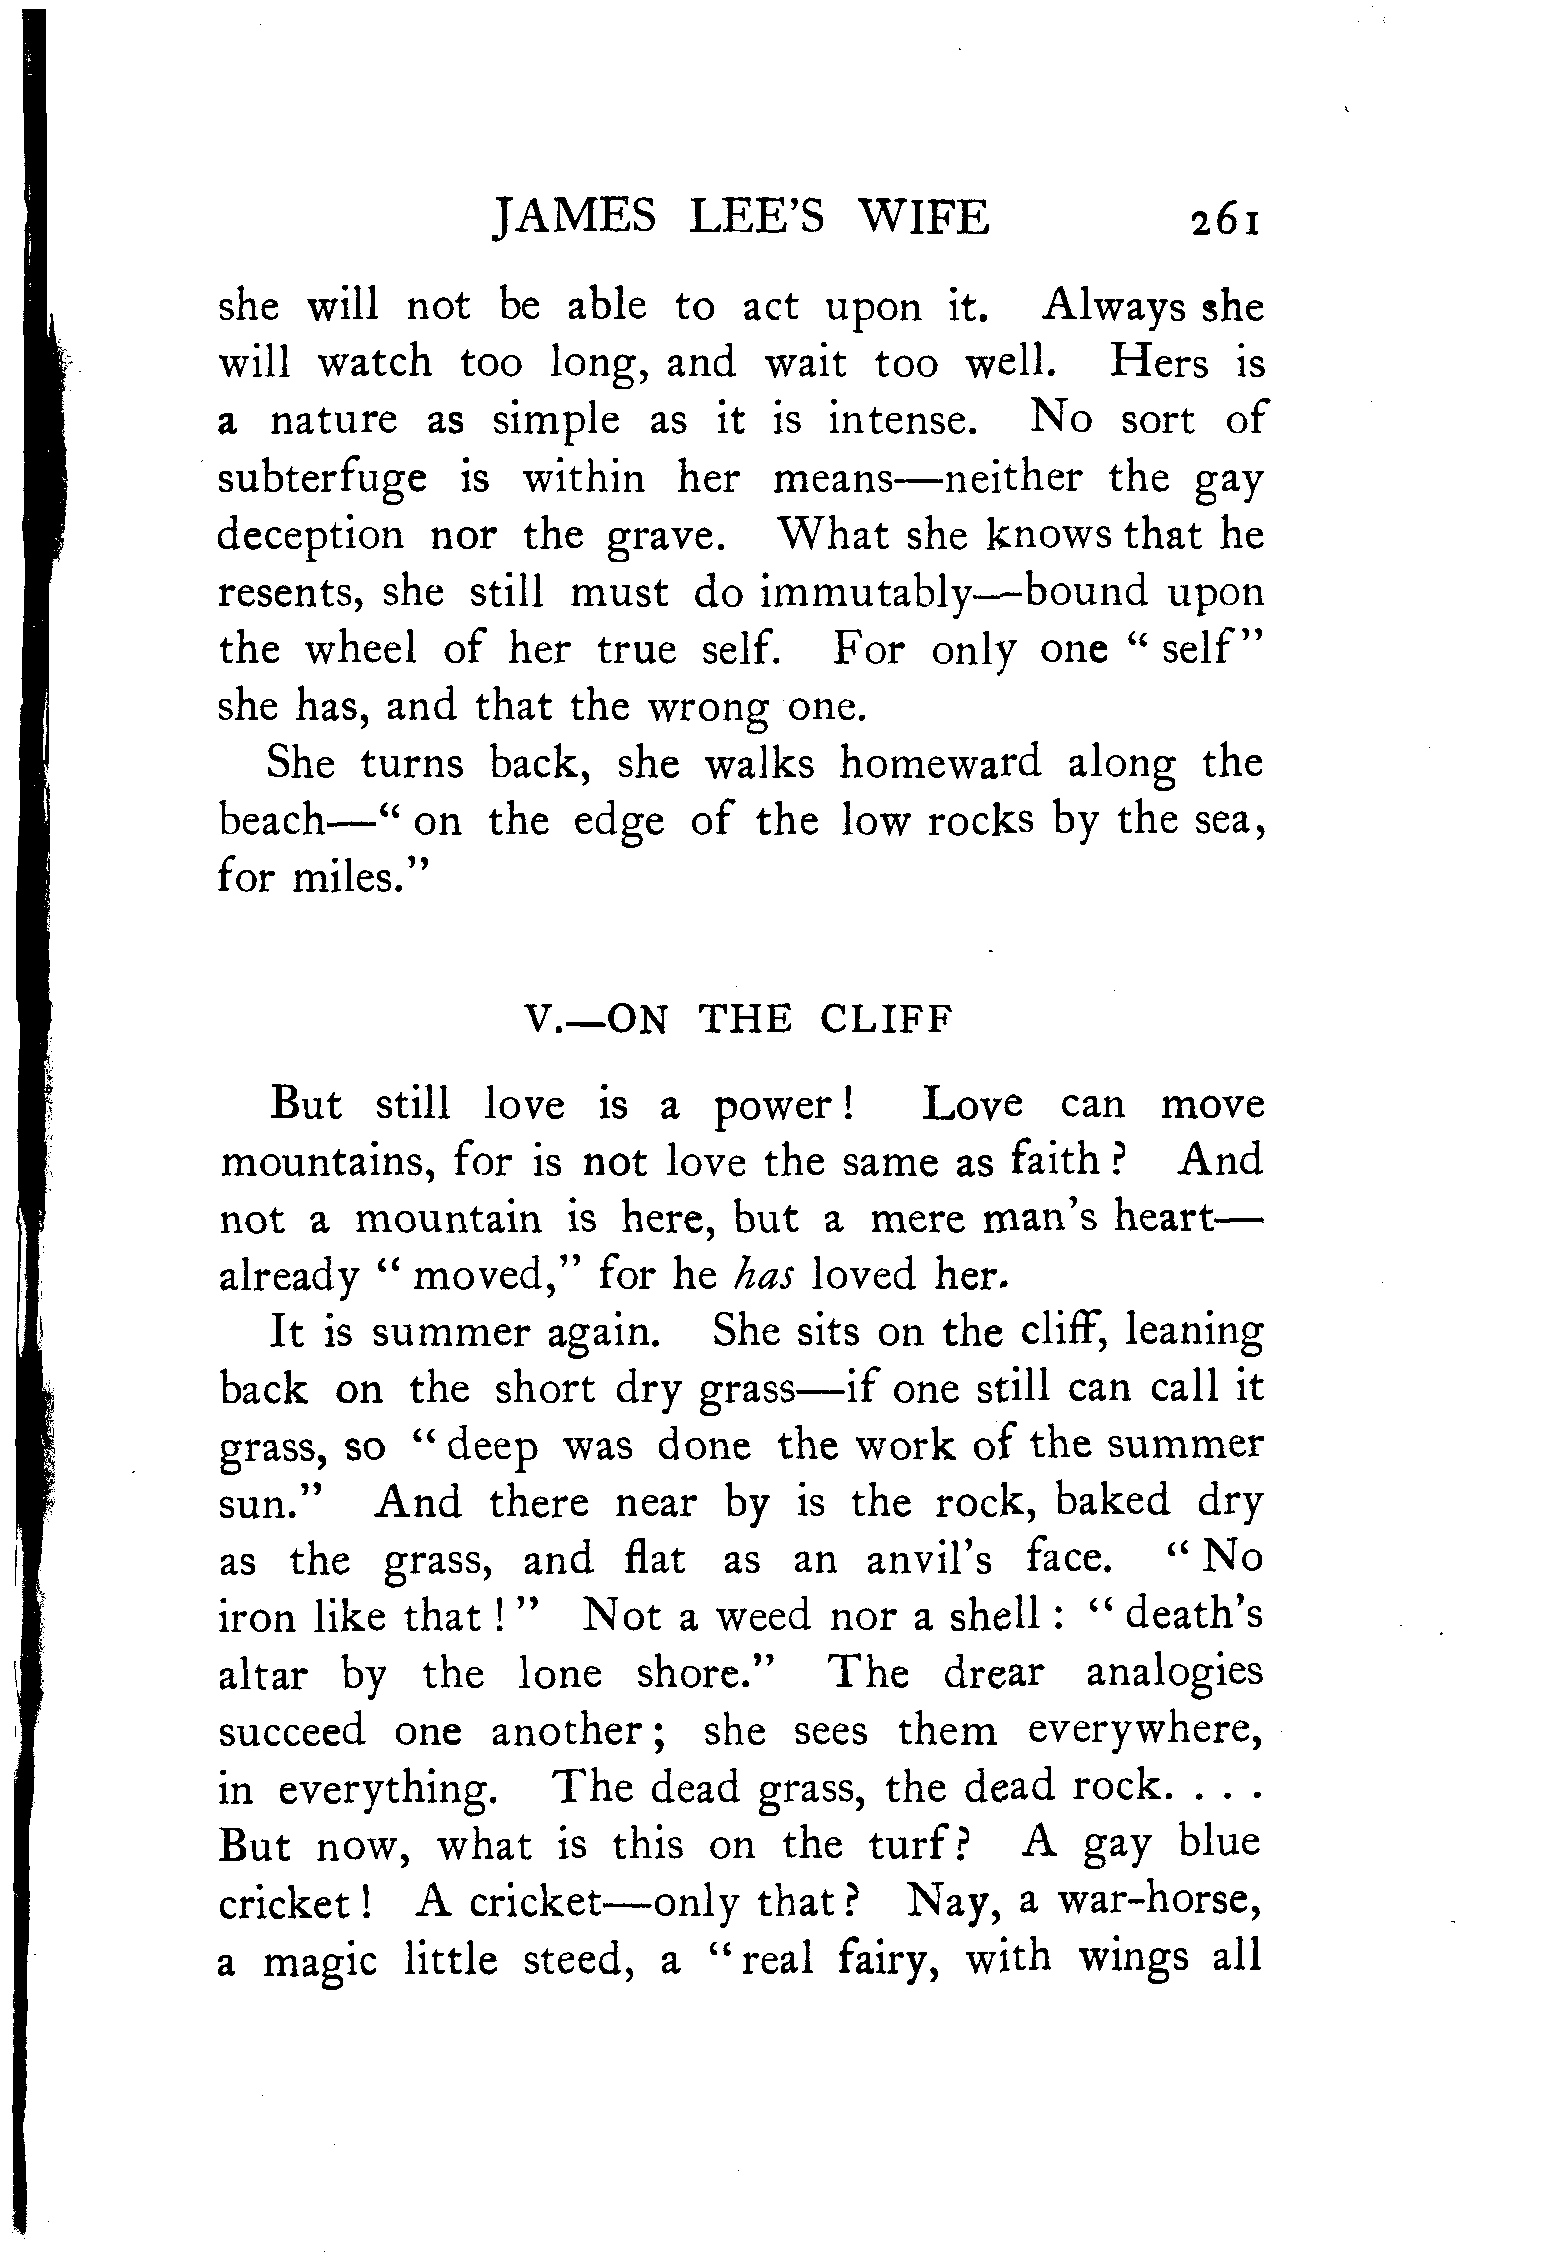 JAMES LEE'S WIFE 261
she will not be able to act upon it. Always she
will watch too long, and wait too well. Hers is
a nature as simple as it is intense. No sort of
subterfuge is within her means—neither the gay
deception nor the grave. What she knows that he
resents, she still must do immutably—bound upon
the wheel of her true self. For only one “ self”
she has, and that the wrong one.
She turns back, she walks homeward along the
beach—“ on the edge of the low rocks by the sea,
for miles.”
V.—ON THE CLIFF
But still love is a power ! Love can move
mountains, for is not love the same as faith ? And
not a mountain is here, but a mere man's heart—
already “ moved,” for he has loved her.
It is summer again. She sits on the cliff, leaning
back on the short dry grass—if one still can call it
grass, so “ deep was done the work of the summer
sun.” And there near by is the rock, baked dry
as the grass, and flat as an anvil's face. “ No
iron like that ! ” Not a weed nor a shell : “ death's
altar by the lone shore.” The drear analogies
succeed one another ; she sees them everywhere,
in everything. The dead grass, the dead rock. . . .
But now, what is this on the turf ? A gay blue
cricket ! A cricket—only that ? Nay, a war-horse,
a magic little steed, a “ real fairy, with wings all